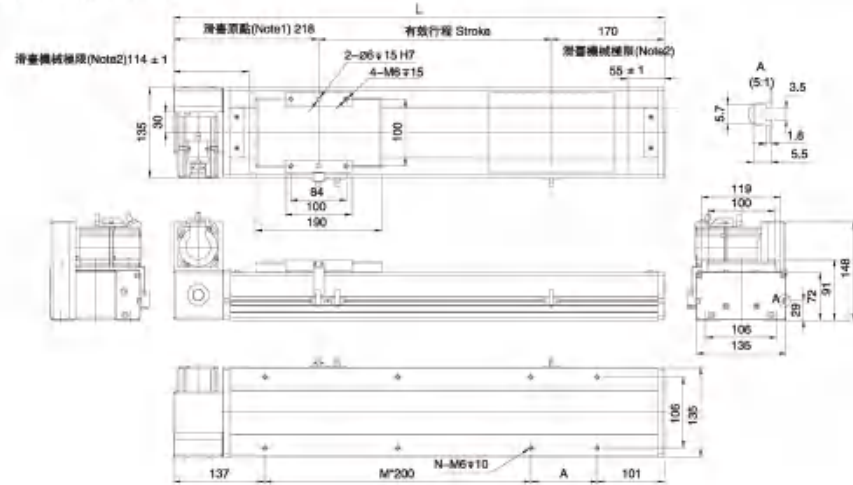 L
滑臺原點(Note1) 218
有效行程 Stroke
170
2-ø6▽15 H7
滑臺機械極限(Note2)
滑臺機械極限(Note2)114 ± 1
4-M6▽15
55 ± 1
A
(5:1)
3.5
5.7
1.8
5.5
135
30
100
84
100
190
119
100
148
91
72
29
A
106
135
106
135
N-M6▽10
137
M*200
A
101